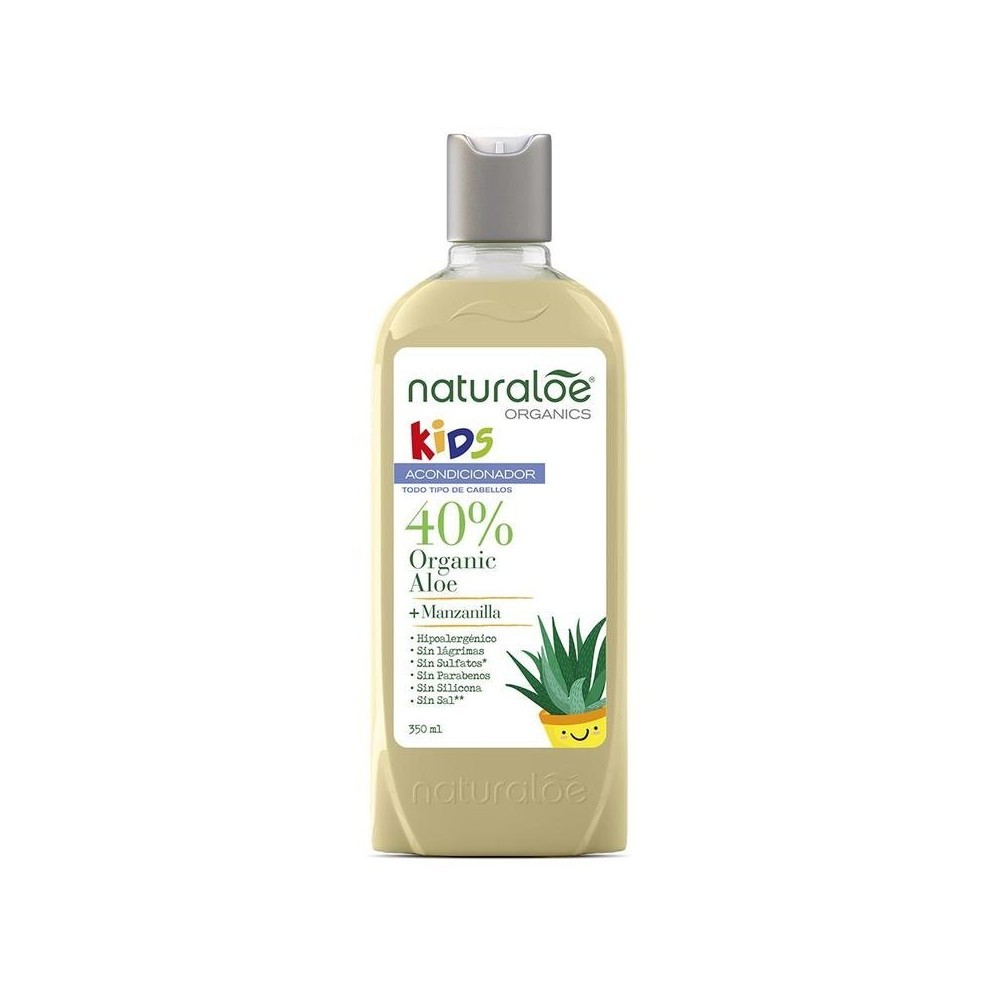 naturaloe®
ORGANICS
KiDS
ACONDICIONADOR
TODO TIPO DE CABELLOS
40%
Organic
Aloe
+Manzanilla
• Hipoalergénico
• Sin lágrimas
• Sin Sulfatos*
• Sin Parabenos
• Sin Silicona
• Sin Sal**
350 ml
naturaloe